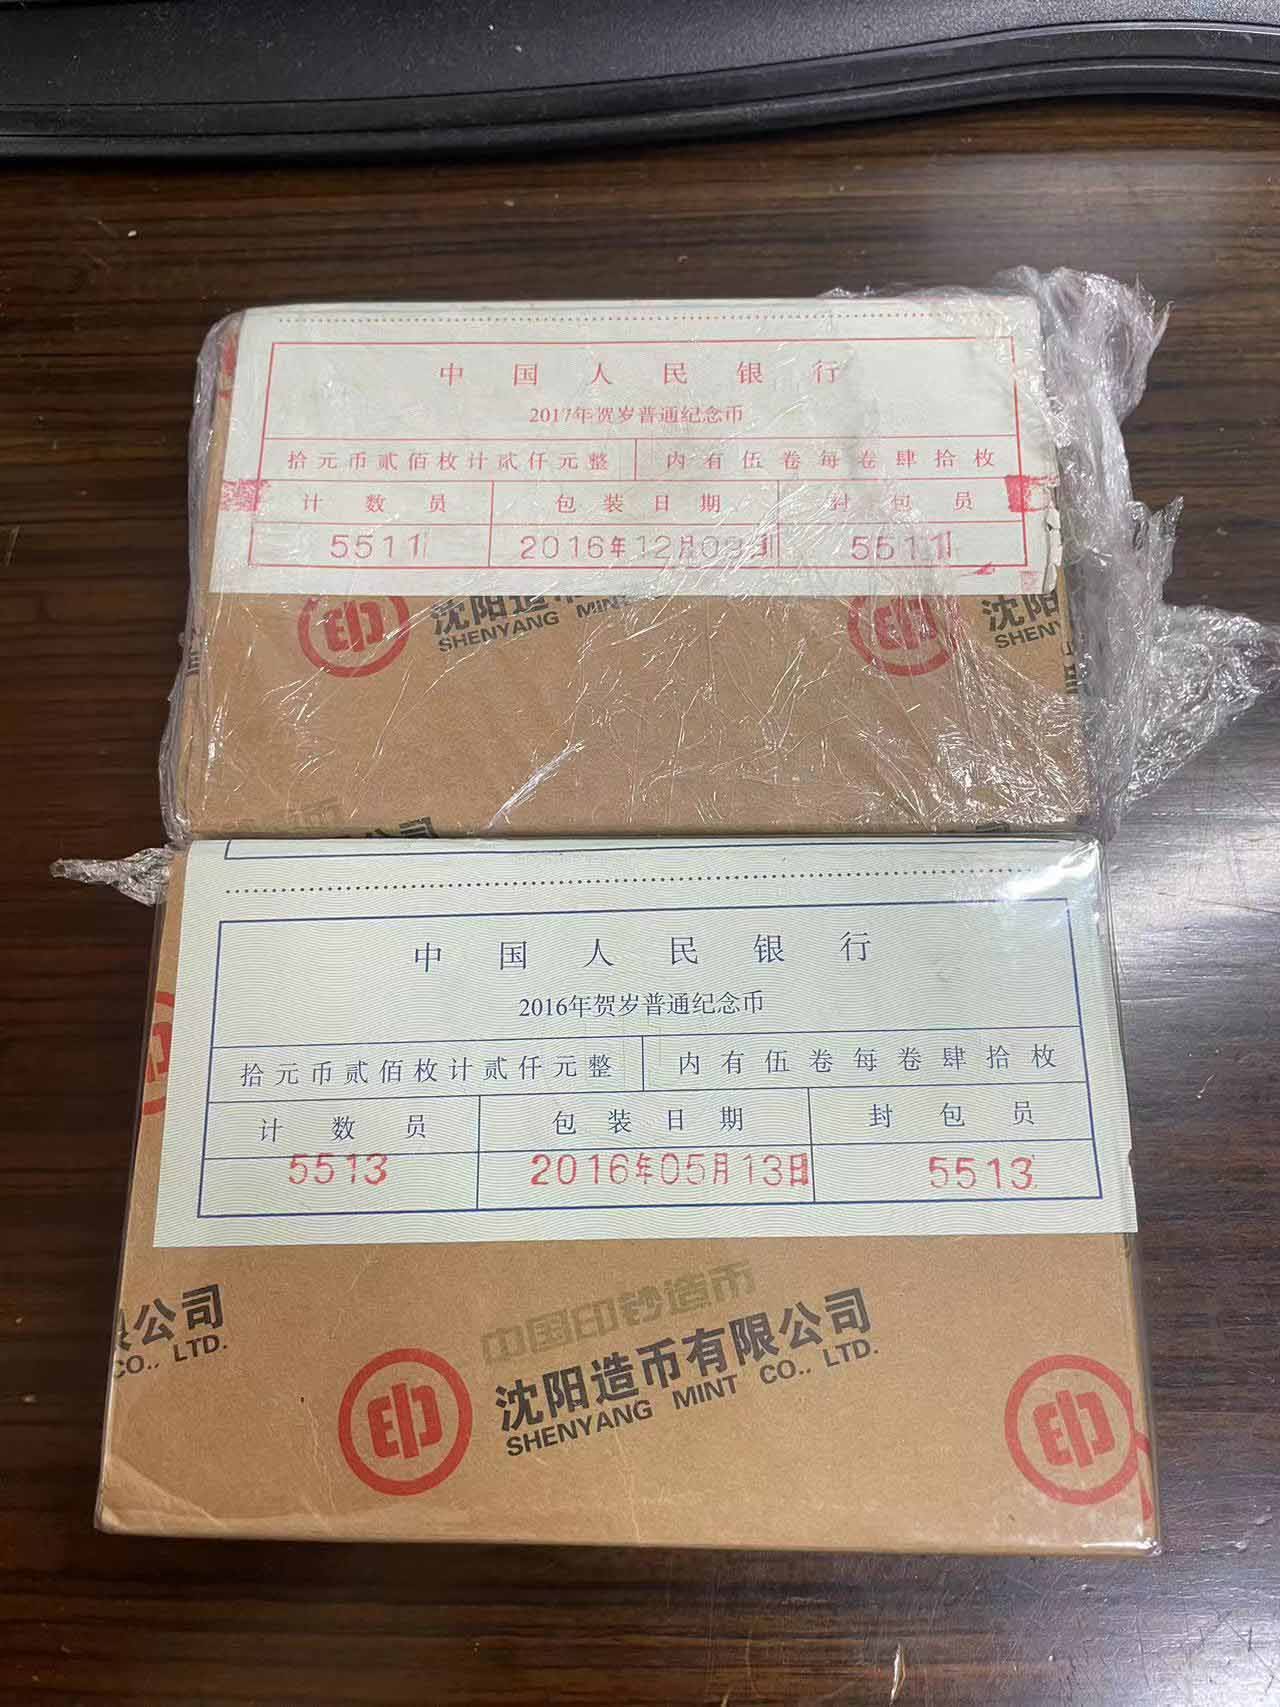 中国人民银行
2017年贺岁普通纪念币
拾元币贰佰枚计贰仟元整 内有伍卷每卷肆拾枚
计数员 包装日期 封包员
5511 2016年12月09日 5511
印 沈阳造 印 沈阳
SHENYANG MINT SHENY
中国人民银行
2016年贺岁普通纪念币
拾元币贰佰枚计贰仟元整 内有伍卷每卷肆拾枚
计数员 包装日期 封包员
5513 2016年05月13日 5513
中国印钞造币
公司 印 沈阳造币有限公司 印
CO., LTD. SHENYANG MINT CO., LTD.